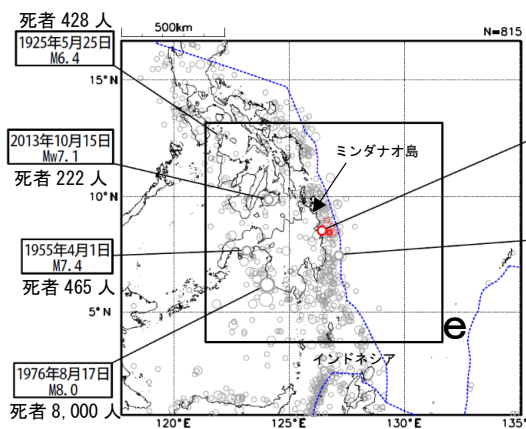 死者 428 人
1925年5月25日
M6.4
2013年10月15日
Mw7.1
死者 222 人
1955年4月1日
M7.4
死者 465 人
1976年8月17日
M8.0
死者 8,000 人
500km
N=815
15°N
10°N
5°N
ミンダナオ島
e
インドネシア
120°E
125°E
130°E
135